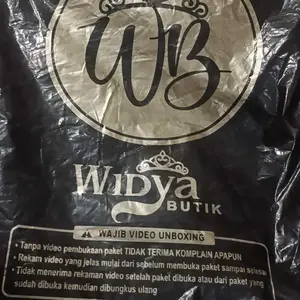 WB
WiDya
BUTIK
WAJIB VIDEO UNBOXING
• Tanpa video pembukaan paket TIDAK TERIMA KOMPLAIN APAPUN
• Rekam video yang jelas mulai dari sebelum membuka paket sampai selesai
• Tidak menerima rekaman video setelah paket dibuka atau dari paket yang
sudah dibuka kemudian dibungkus ulang